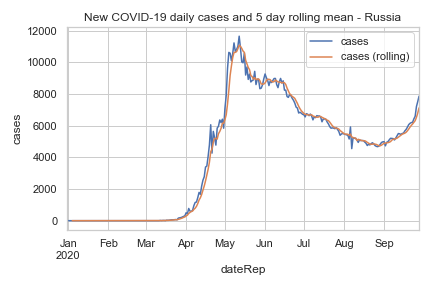 New COVID-19 daily cases and 5 day rolling mean - Russia
cases
cases (rolling)
12000
10000
8000
6000
4000
2000
0
cases
Jan Feb Mar Apr May Jun Jul Aug Sep
2020
dateRep